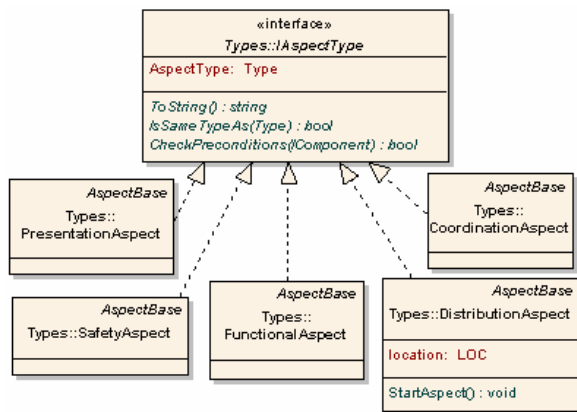 «interface»
Types::IAspectType
AspectType: Type
ToString() : string
IsSameTypeAs(Type) : bool
CheckPreconditions(IComponent) : bool
AspectBase
Types::
PresentationAspect
AspectBase
Types::
CoordinationAspect
AspectBase
Types::SafetyAspect
AspectBase
Types::
FunctionalAspect
AspectBase
Types::DistributionAspect
location: LOC
StartAspect() : void